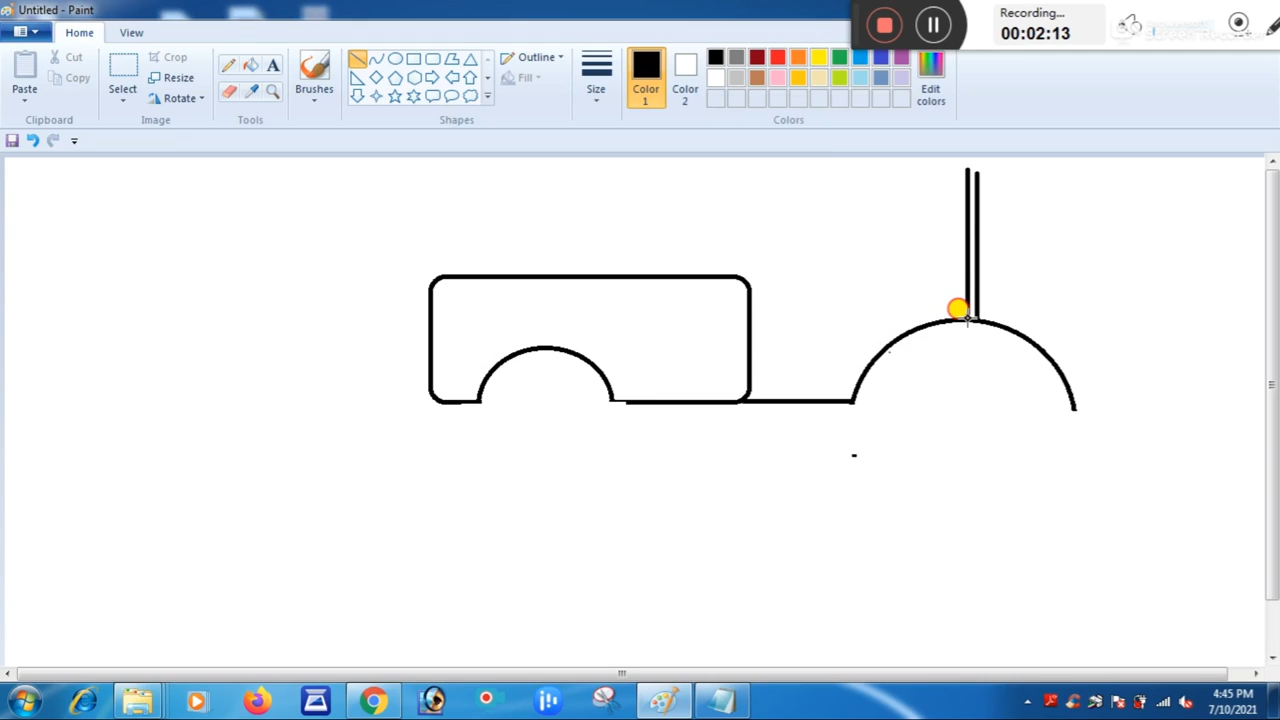 Untitled - Paint
Recording...
00:02:13
Home
View
Paste
Cut
Copy
Clipboard
Select
Crop
Resize
Rotate
Image
A
Tools
Brushes
Shapes
Outline
Fill
Size
Color 1
Color 2
Colors
Edit colors
4:45 PM
7/10/2021